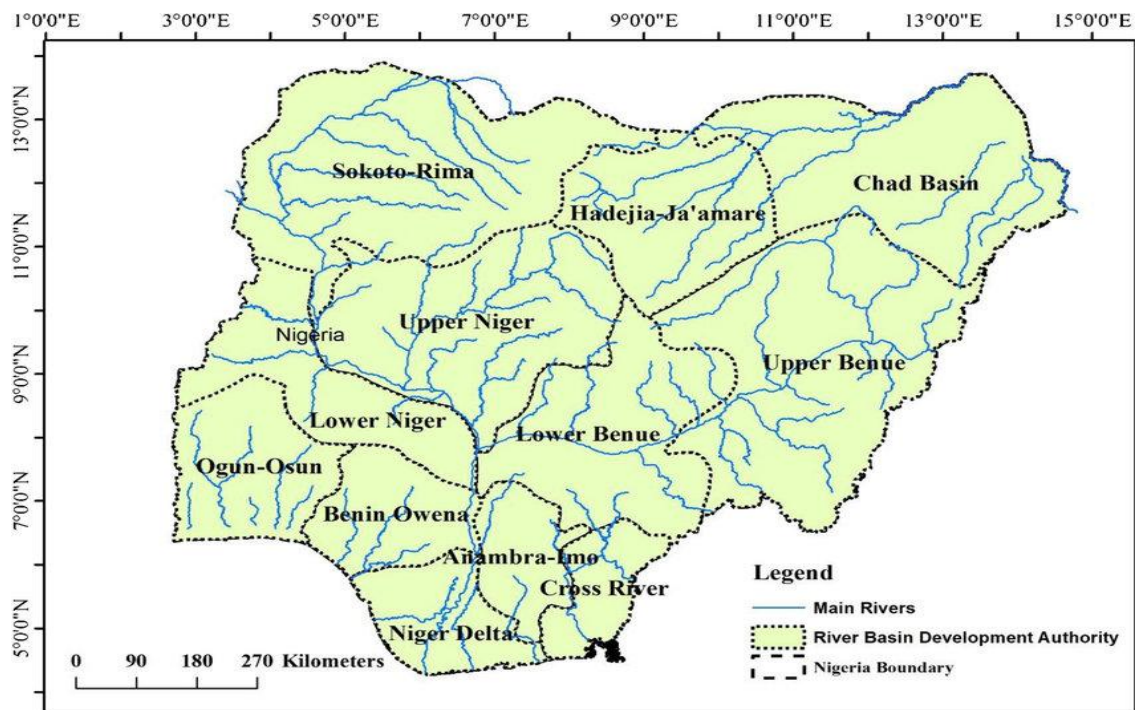 1°0'0"E 3°0'0"E 5°0'0"E 7°0'0"E 9°0'0"E 11°0'0"E 13°0'0"E 15°0'0"E
13°0'0"N
11°0'0"N
9°0'0"N
7°0'0"N
5°0'0"N
Sokoto-Rima
Chad Basin
Hadejia-Ja'amare
Upper Niger
Nigeria
Upper Benue
Lower Niger
Lower Benue
Ogun-Osun
Benin Owena
Anambra-Imo
Cross River
Niger Delta
Legend
Main Rivers
River Basin Development Authority
Nigeria Boundary
0 90 180 270 Kilometers